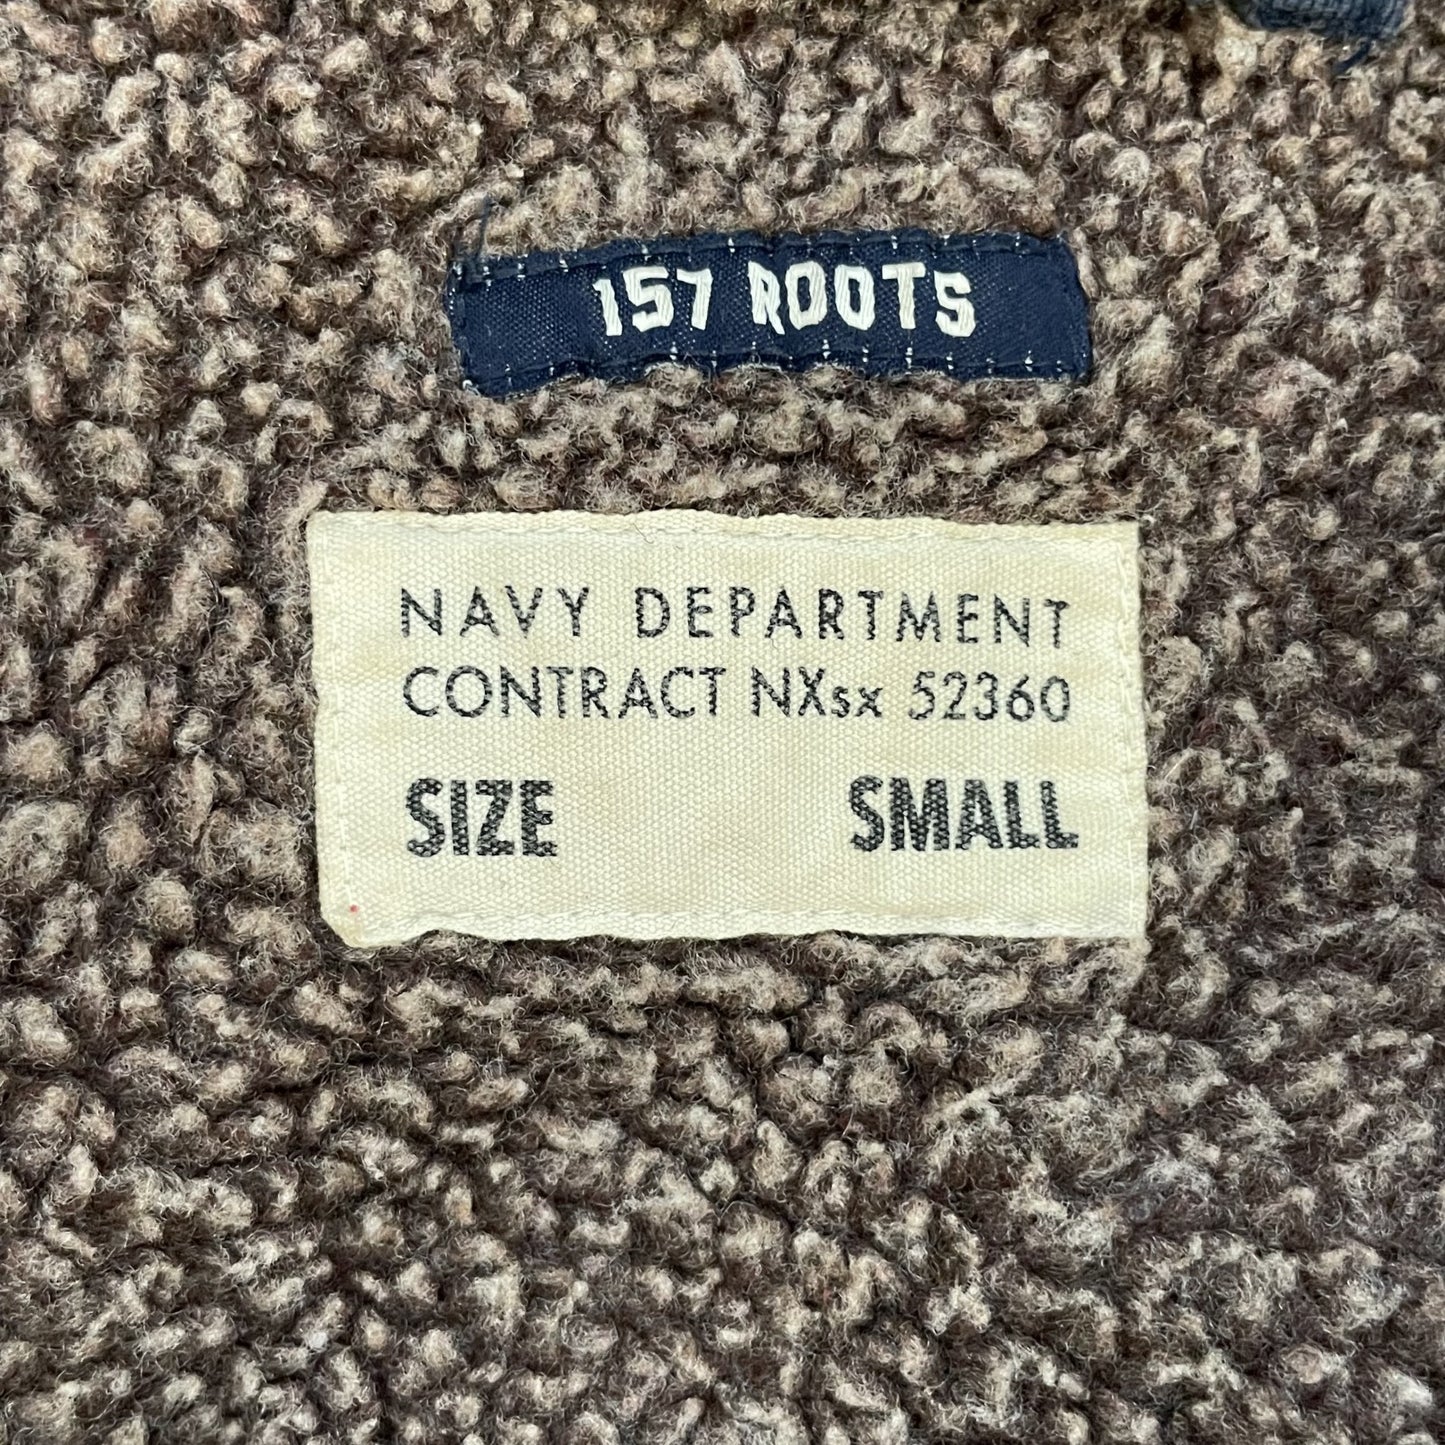 157 ROOTS
NAVY DEPARTMENT
CONTRACT NXsx 52360
SIZE SMALL